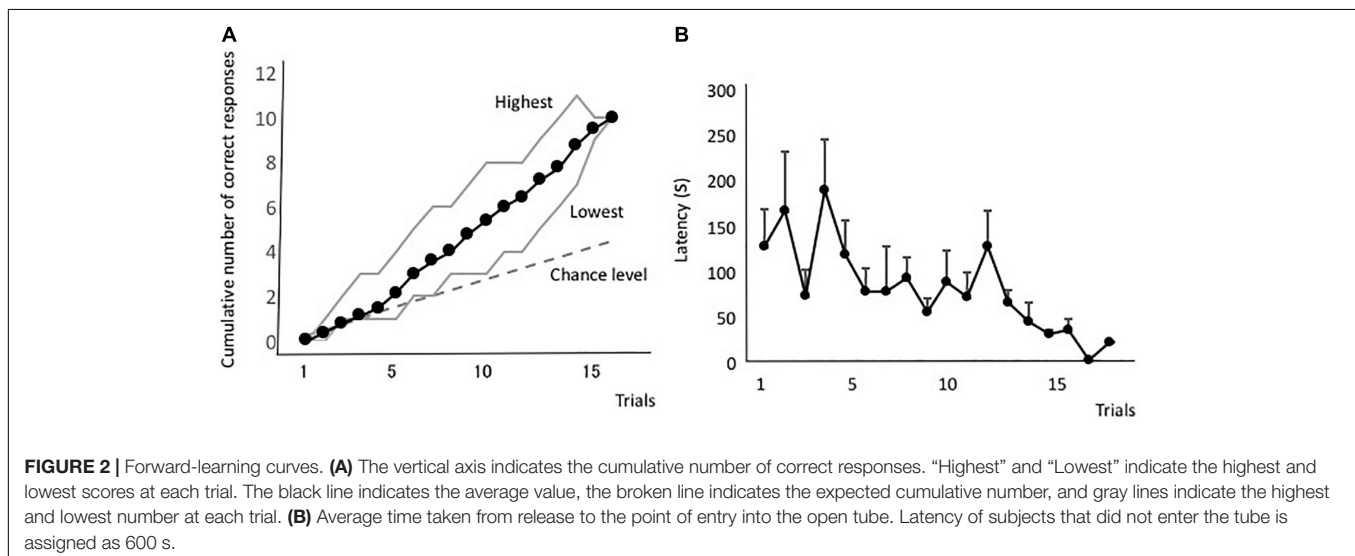 A
B
Cumulative number of correct responses
12
10
8
6
4
2
0
Highest
Lowest
Chance level
1 5 10 15
Trials
Latency (S)
300
250
200
150
100
50
0
1 5 10 15
Trials
FIGURE 2 | Forward-learning curves. (A) The vertical axis indicates the cumulative number of correct responses. “Highest” and “Lowest” indicate the highest and
lowest scores at each trial. The black line indicates the average value, the broken line indicates the expected cumulative number, and gray lines indicate the highest
and lowest number at each trial. (B) Average time taken from release to the point of entry into the open tube. Latency of subjects that did not enter the tube is
assigned as 600 s.